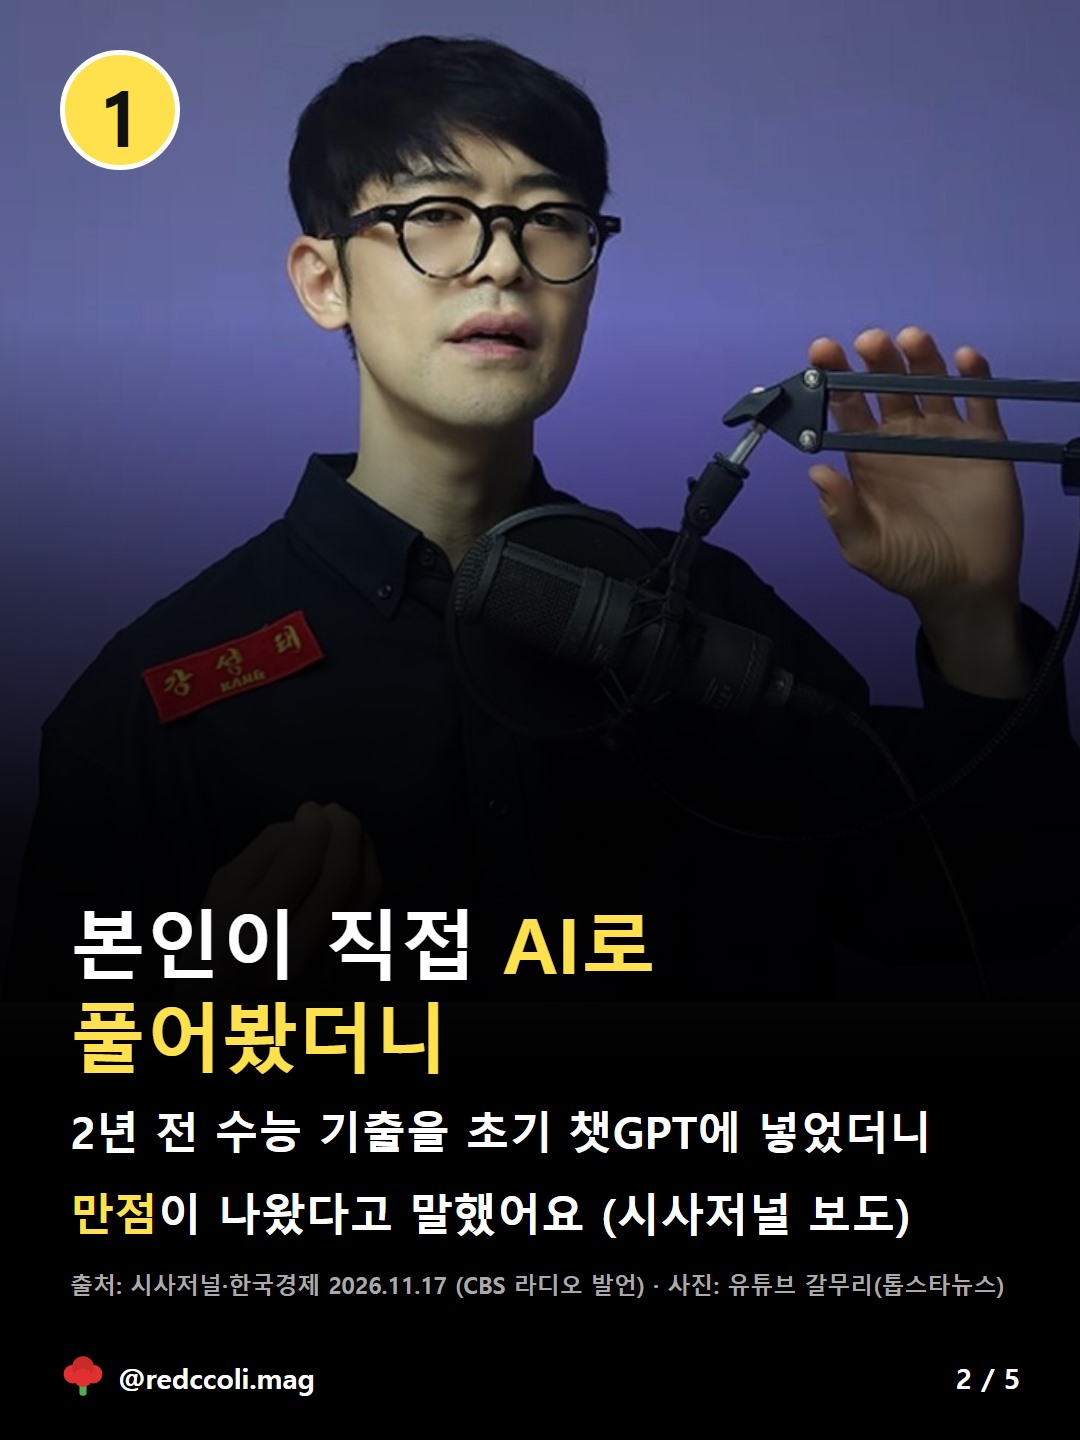 1
강성태
KANG
본인이 직접 AI로
풀어봤더니
2년 전 수능 기출을 초기 챗GPT에 넣었더니
만점이 나왔다고 말했어요 (시사저널 보도)
출처: 시사저널·한국경제 2026.11.17 (CBS 라디오 발언) · 사진: 유튜브 갈무리(톱스타뉴스)
@redccoli.mag
2 / 5